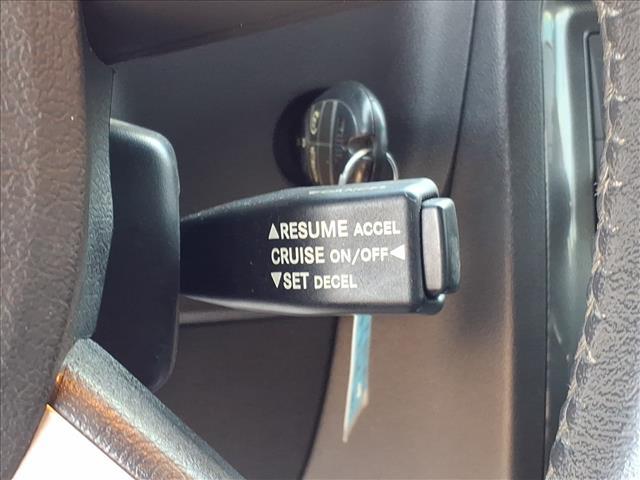 ▲RESUME ACCEL
CRUISE ON/OFF◀
▼SET DECEL